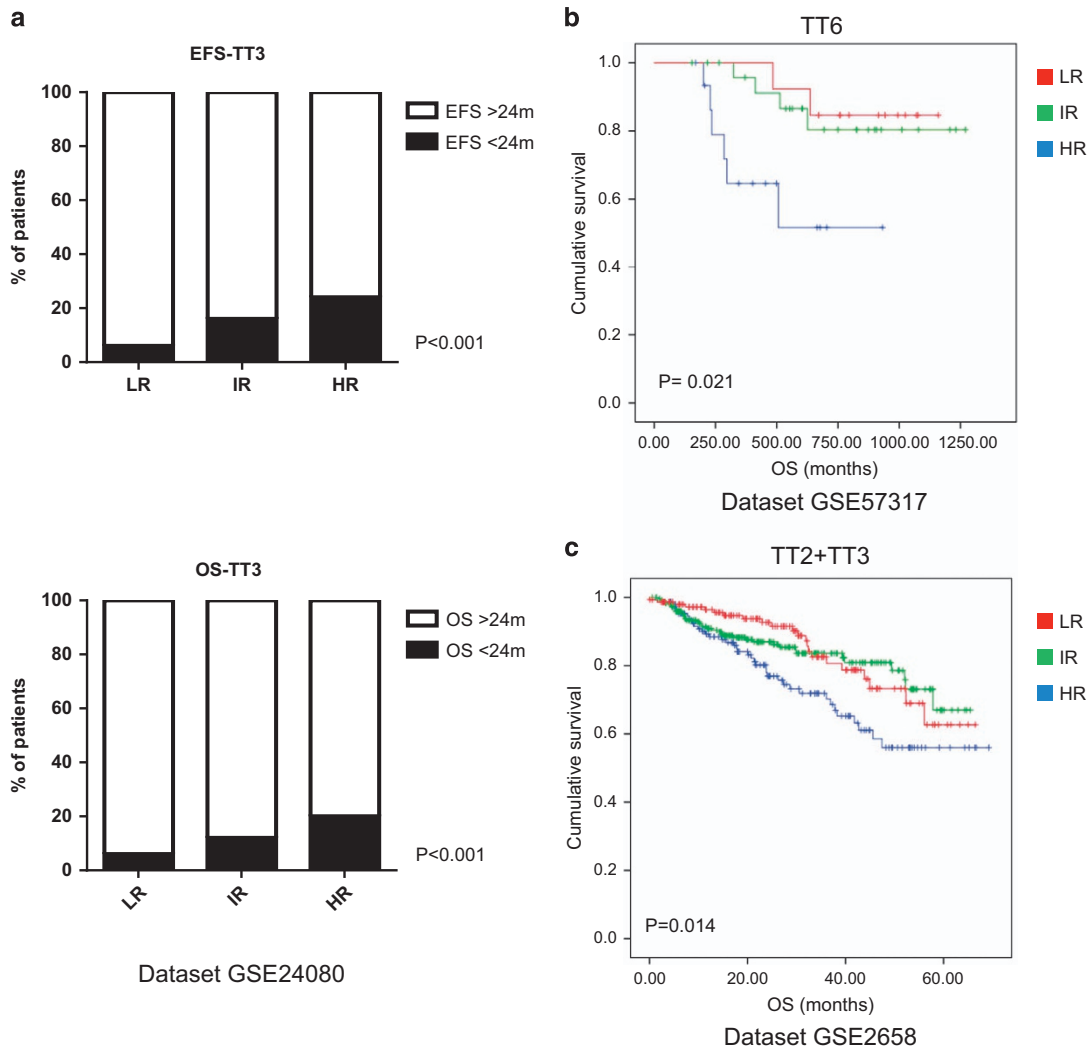 a
EFS-TT3
% of patients
100
80
60
40
20
0
LR
IR
HR
EFS >24m
EFS <24m
P<0.001
OS-TT3
% of patients
100
80
60
40
20
0
LR
IR
HR
OS >24m
OS <24m
P<0.001
Dataset GSE24080
b
TT6
Cumulative survival
1.0
0.8
0.6
0.4
0.2
0.0
P= 0.021
0.00
250.00
500.00
750.00
1000.00
1250.00
OS (months)
LR
IR
HR
Dataset GSE57317
c
TT2+TT3
Cumulative survival
1.0
0.8
0.6
0.4
0.2
0.0
P=0.014
0.00
20.00
40.00
60.00
OS (months)
LR
IR
HR
Dataset GSE2658